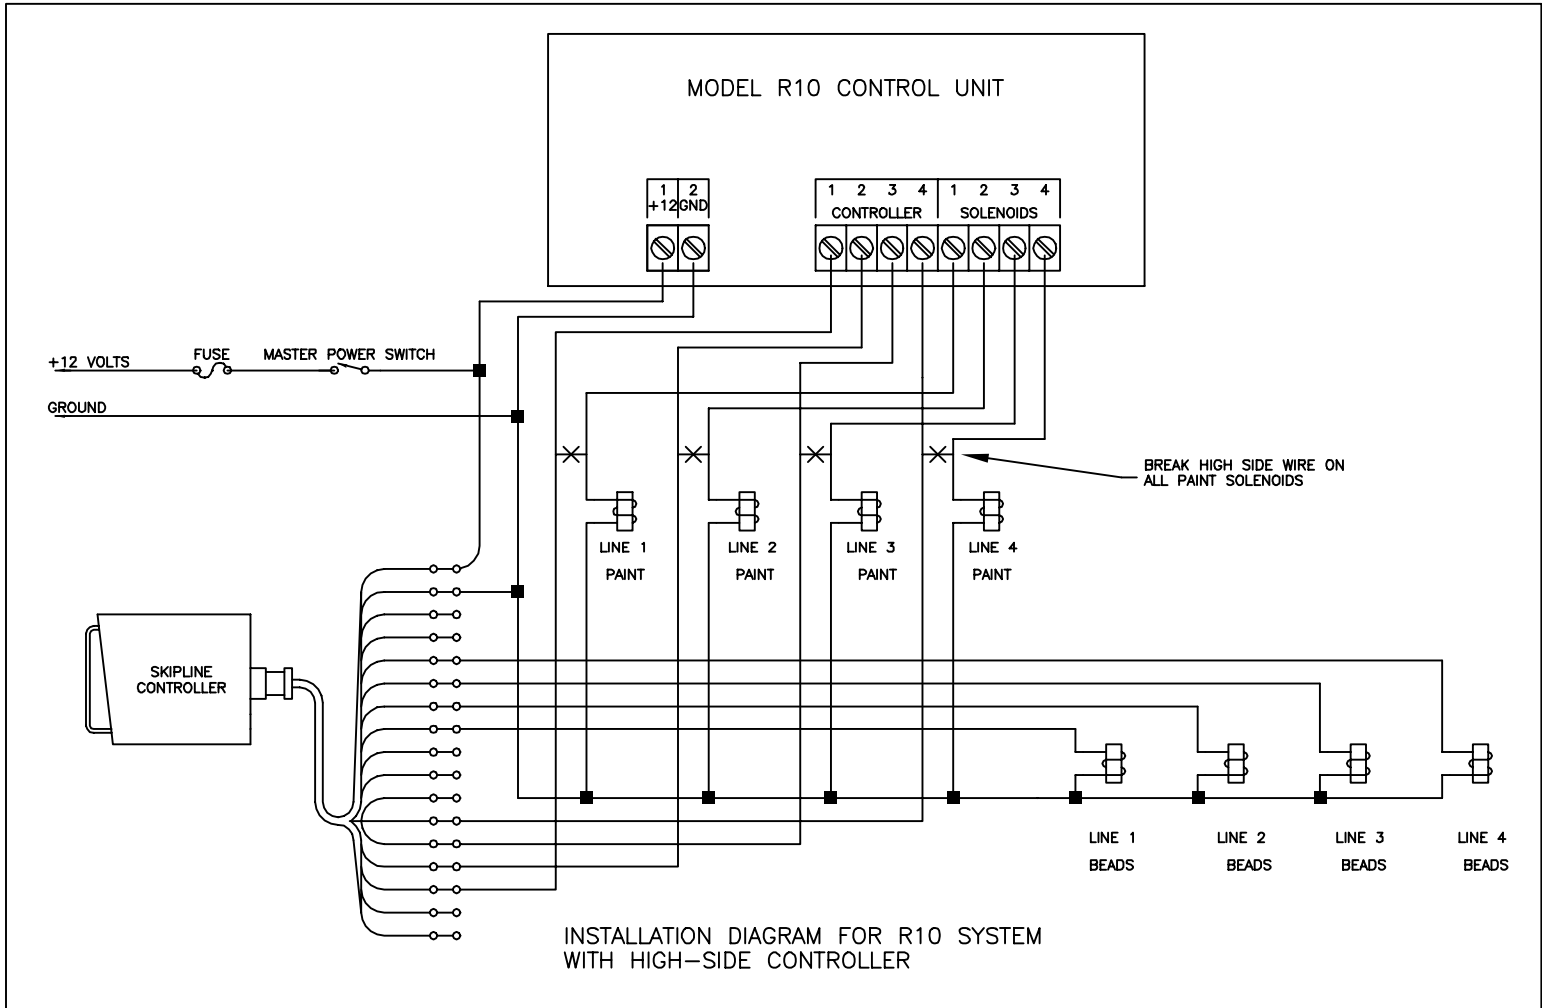 MODEL R10 CONTROL UNIT
1 2
+12 GND
1 2 3 4 1 2 3 4
CONTROLLER SOLENOIDS
+12 VOLTS
FUSE
MASTER POWER SWITCH
GROUND
BREAK HIGH SIDE WIRE ON
ALL PAINT SOLENOIDS
LINE 1
PAINT
LINE 2
PAINT
LINE 3
PAINT
LINE 4
PAINT
SKIPLINE
CONTROLLER
LINE 1
BEADS
LINE 2
BEADS
LINE 3
BEADS
LINE 4
BEADS
INSTALLATION DIAGRAM FOR R10 SYSTEM
WITH HIGH-SIDE CONTROLLER